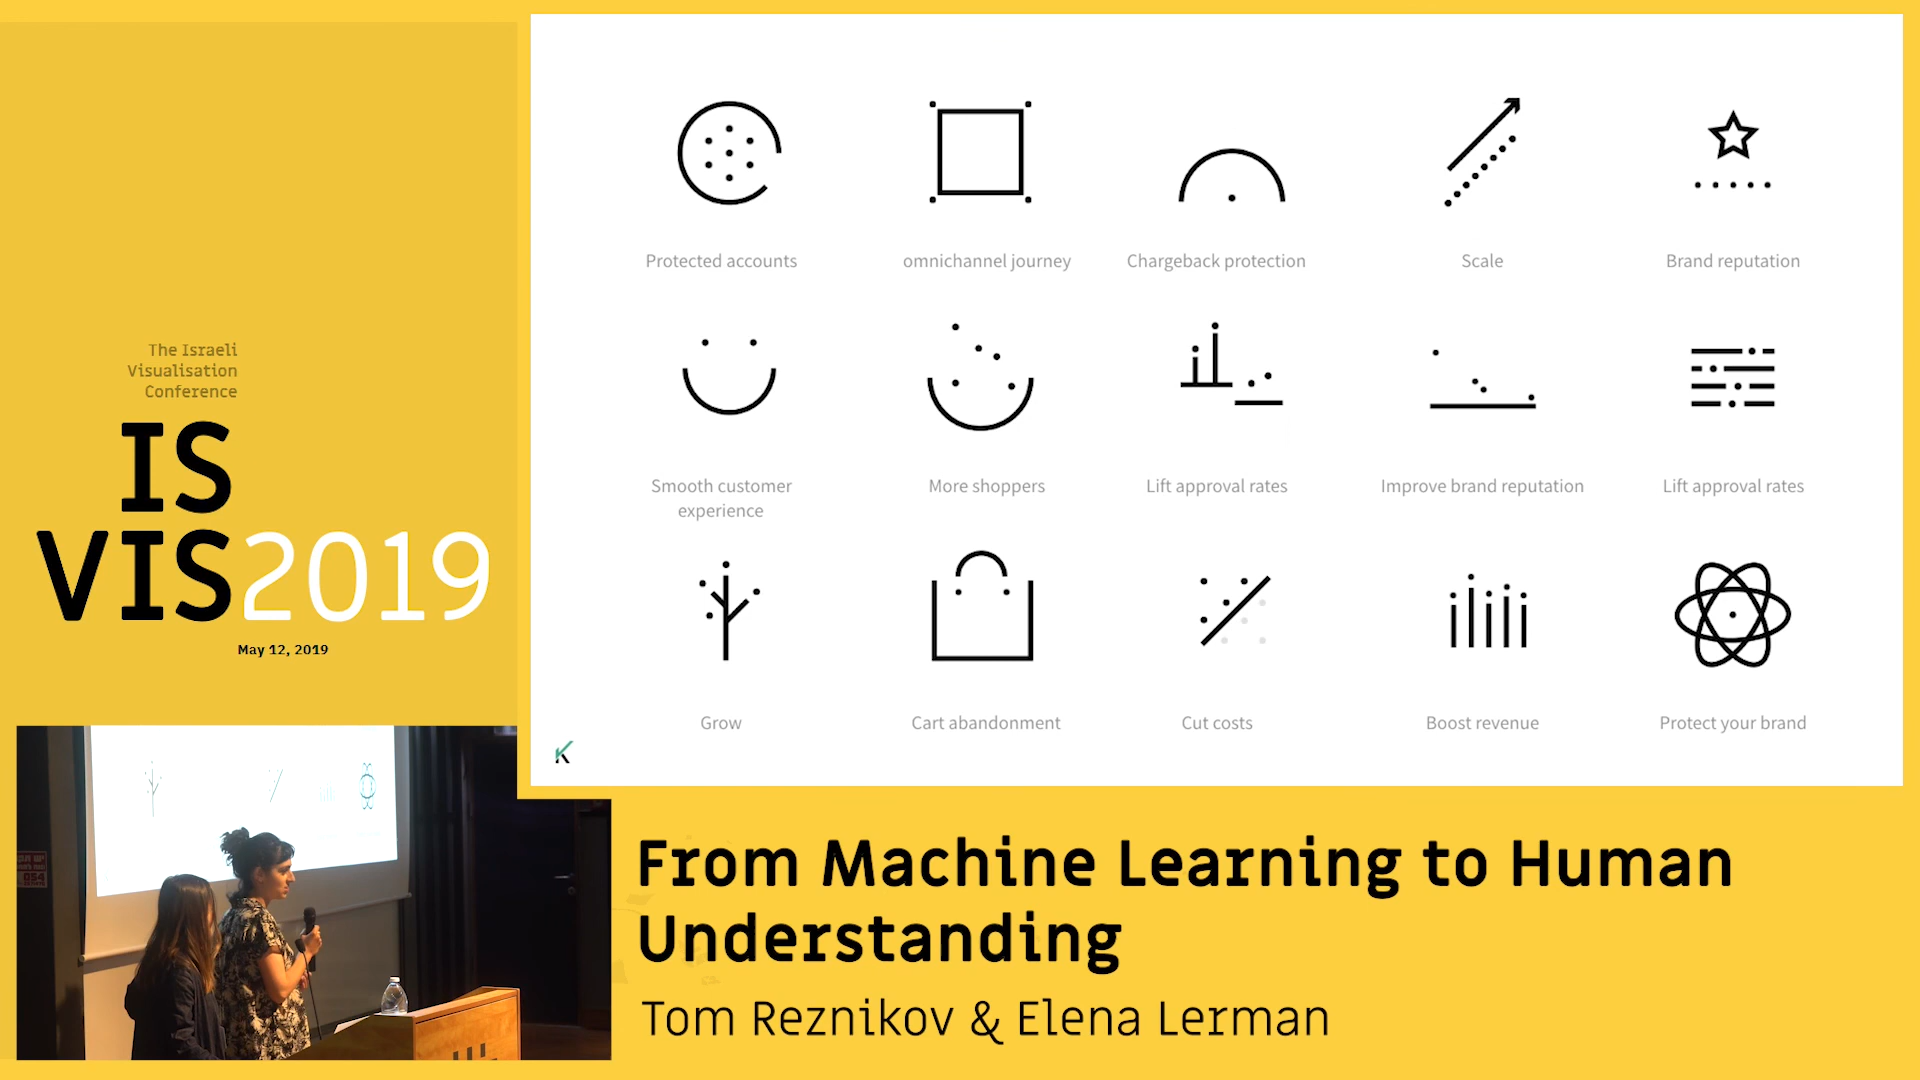 The Israeli
Visualisation
Conference
IS
VIS2019
May 12, 2019
Protected accounts
omnichannel journey
Chargeback protection
Scale
Brand reputation
Smooth customer
experience
More shoppers
Lift approval rates
Improve brand reputation
Lift approval rates
Grow
Cart abandonment
Cut costs
Boost revenue
Protect your brand
K
From Machine Learning to Human
Understanding
Tom Reznikov & Elena Lerman